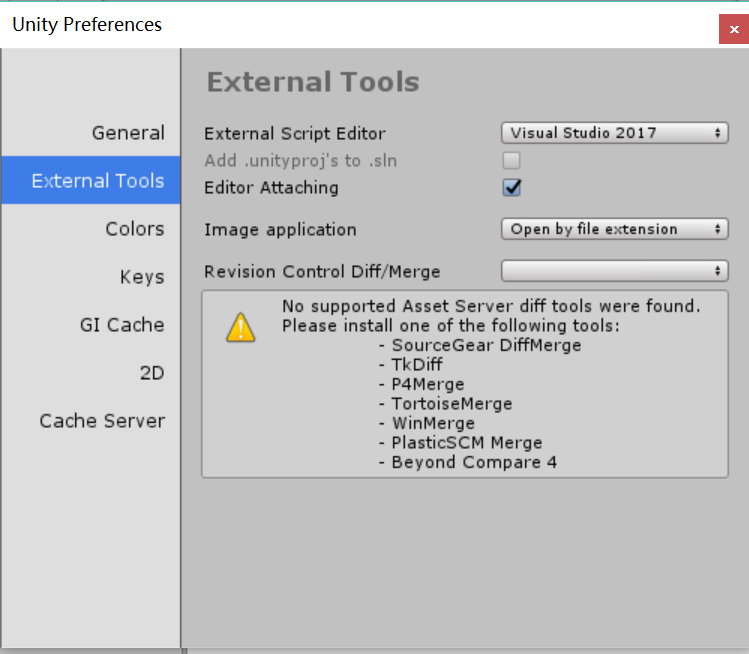 Unity Preferences
External Tools
General
External Tools
Colors
Keys
GI Cache
2D
Cache Server
External Script Editor
Visual Studio 2017
Add .unityproj's to .sln
Editor Attaching
Image application
Open by file extension
Revision Control Diff/Merge
No supported Asset Server diff tools were found.
Please install one of the following tools:
- SourceGear DiffMerge
- TkDiff
- P4Merge
- TortoiseMerge
- WinMerge
- PlasticSCM Merge
- Beyond Compare 4